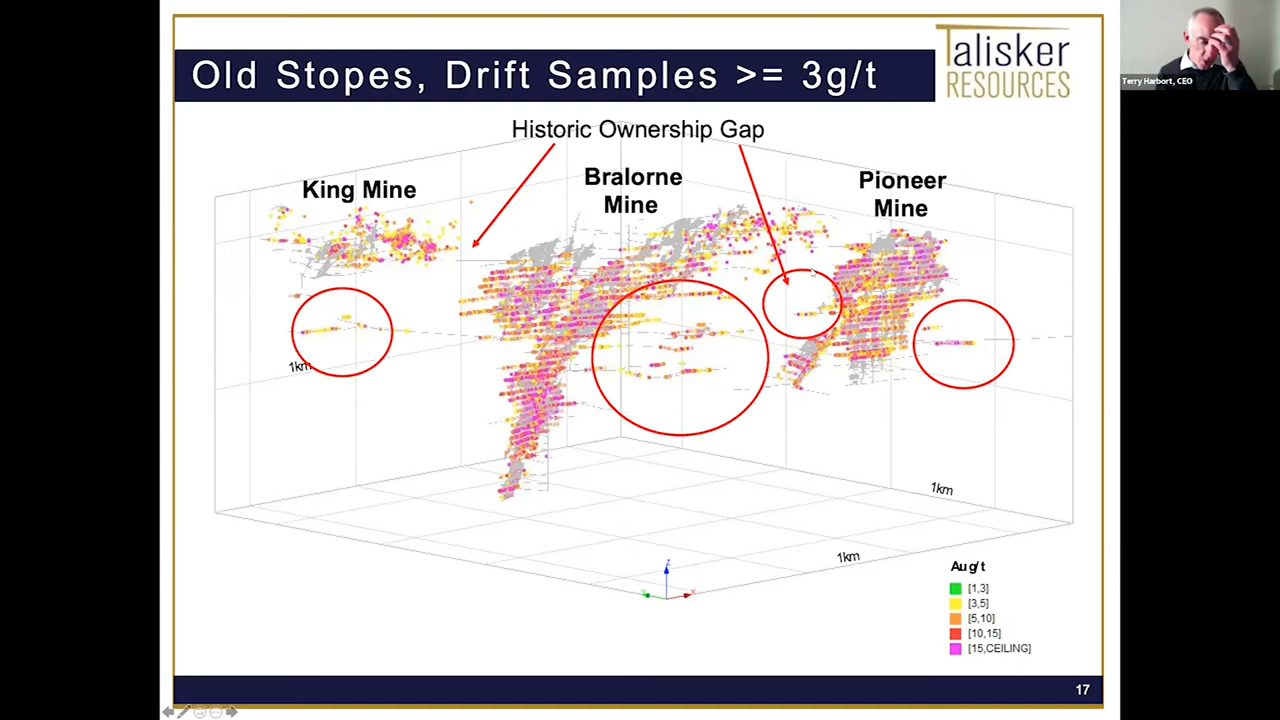 Talisker
RESOURCES
Terry Harbort, CEO
Old Stopes, Drift Samples >= 3g/t
Historic Ownership Gap
King Mine
Bralorne
Mine
Pioneer
Mine
1km
1km
1km
Z
Y
X
Au g/t
[1,3]
[3,5]
[5,10]
[10,15]
[15,CEILING]
17